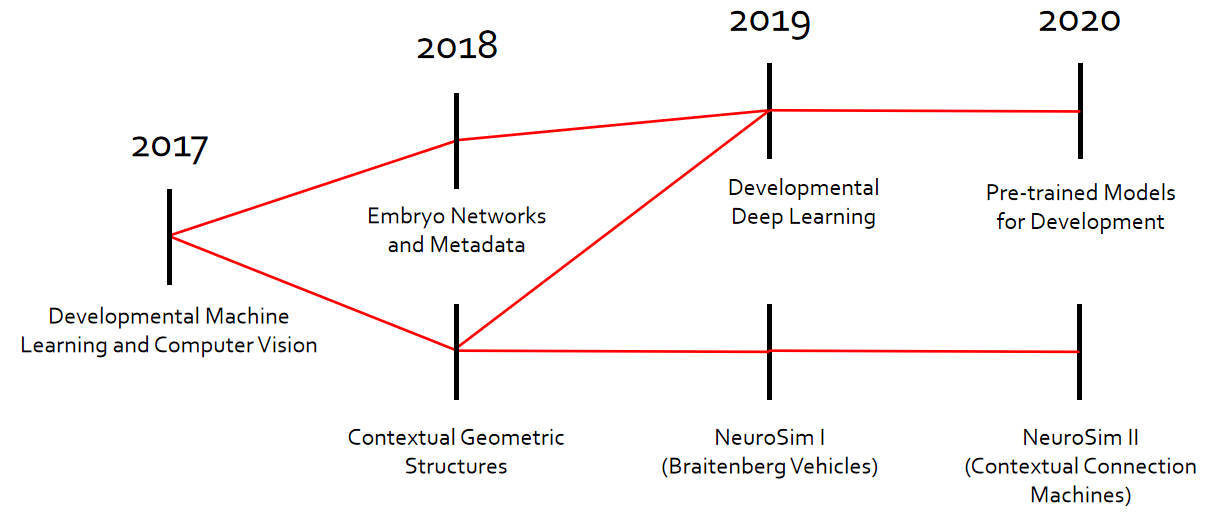 2017
Developmental Machine
Learning and Computer Vision
2018
Embryo Networks
and Metadata
Contextual Geometric
Structures
2019
Developmental
Deep Learning
NeuroSim I
(Braitenberg Vehicles)
2020
Pre-trained Models
for Development
NeuroSim II
(Contextual Connection
Machines)